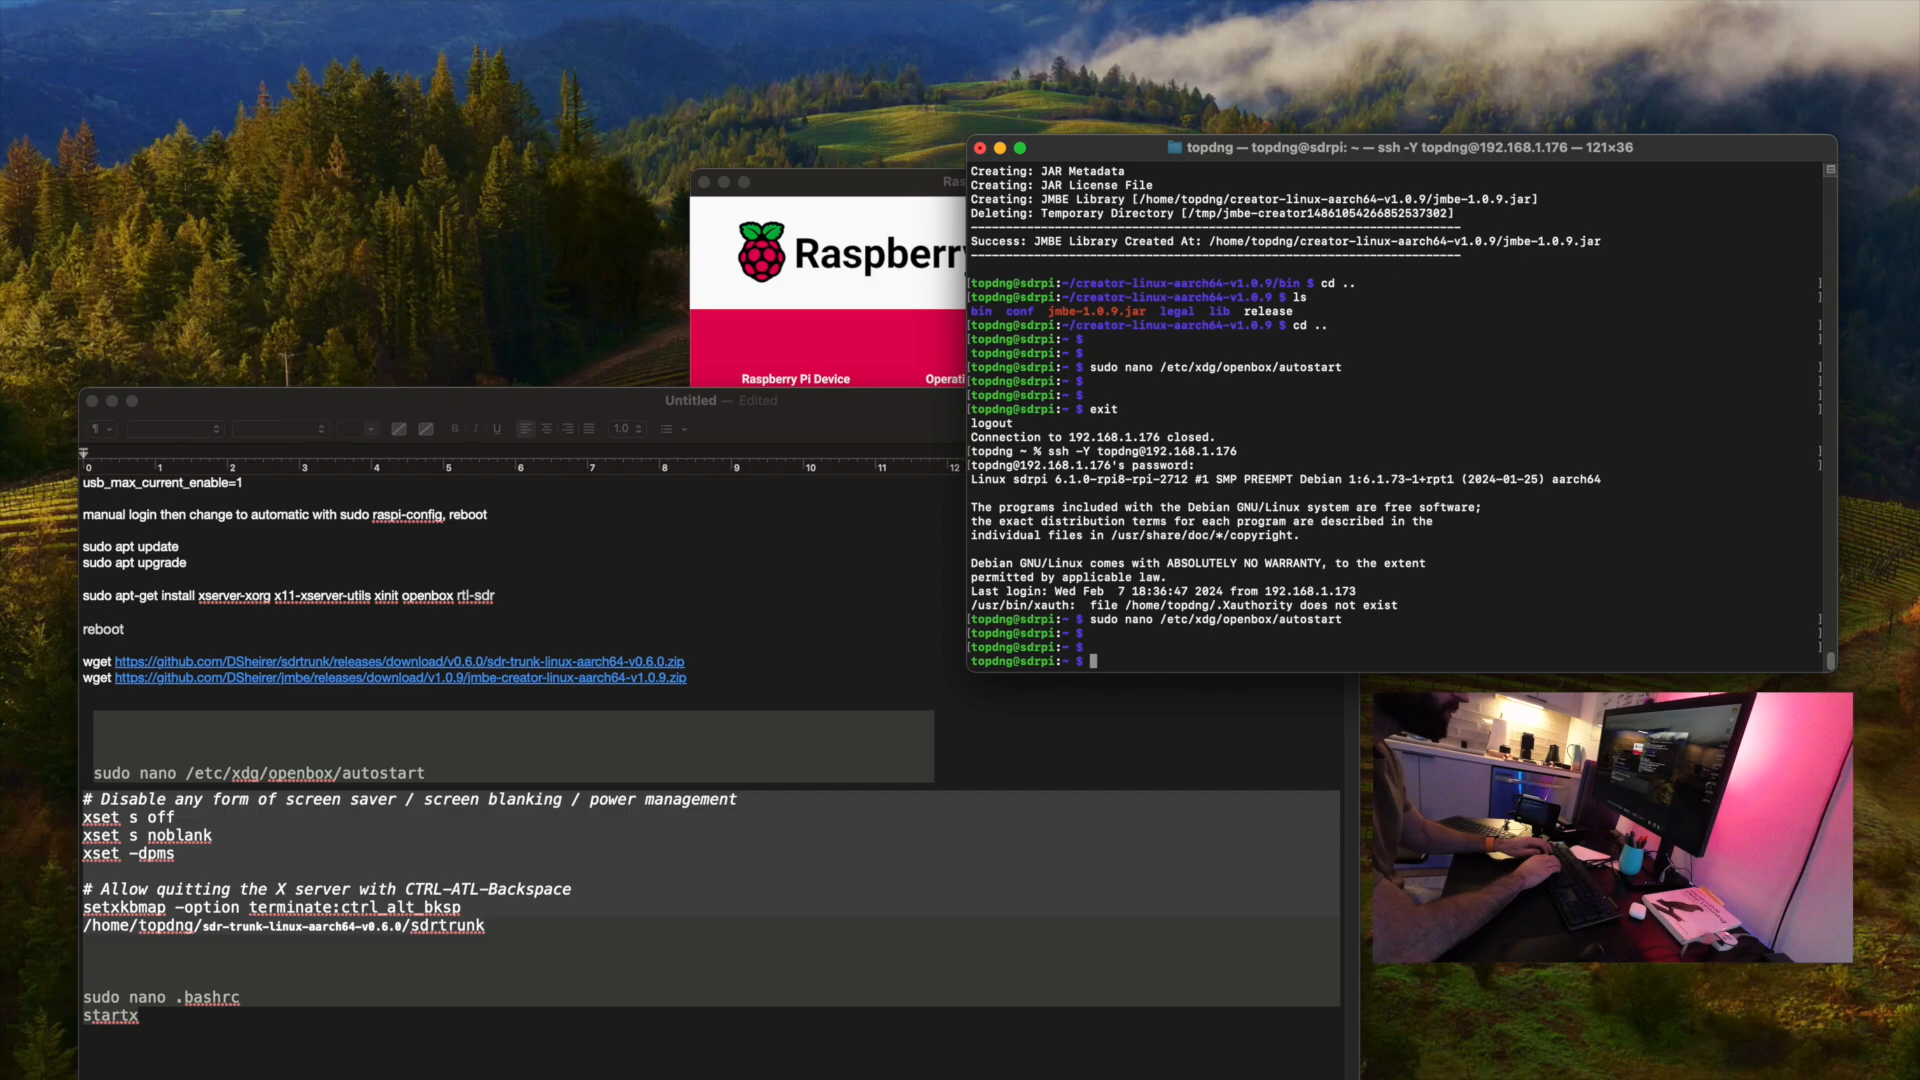 topdng — topdng@sdrpi: ~ — ssh -Y topdng@192.168.1.176 — 121×36
Creating: JAR Metadata
Creating: JAR License File
Creating: JMBE Library [/home/topdng/creator-linux-aarch64-v1.0.9/jmbe-1.0.9.jar]
Deleting: Temporary Directory [/tmp/jmbe-creator14861054266852537302]
----------------------------------------------------------------------
Success: JMBE Library Created At: /home/topdng/creator-linux-aarch64-v1.0.9/jmbe-1.0.9.jar
----------------------------------------------------------------------
[topdng@sdrpi:~/creator-linux-aarch64-v1.0.9/bin $ cd .. ]
[topdng@sdrpi:~/creator-linux-aarch64-v1.0.9 $ ls ]
bin conf jmbe-1.0.9.jar legal lib release
[topdng@sdrpi:~/creator-linux-aarch64-v1.0.9 $ cd .. ]
[topdng@sdrpi:~ $ ]
[topdng@sdrpi:~ $ ]
[topdng@sdrpi:~ $ sudo nano /etc/xdg/openbox/autostart ]
[topdng@sdrpi:~ $ ]
[topdng@sdrpi:~ $ ]
[topdng@sdrpi:~ $ exit ]
logout
Connection to 192.168.1.176 closed.
[topdng ~ % ssh -Y topdng@192.168.1.176 ]
[topdng@192.168.1.176's password: ]
Linux sdrpi 6.1.0-rpi8-rpi-2712 #1 SMP PREEMPT Debian 1:6.1.73-1+rpt1 (2024-01-25) aarch64
The programs included with the Debian GNU/Linux system are free software;
the exact distribution terms for each program are described in the
individual files in /usr/share/doc/*/copyright.
Debian GNU/Linux comes with ABSOLUTELY NO WARRANTY, to the extent
permitted by applicable law.
Last login: Wed Feb  7 18:36:47 2024 from 192.168.1.173
/usr/bin/xauth:  file /home/topdng/.Xauthority does not exist
[topdng@sdrpi:~ $ sudo nano /etc/xdg/openbox/autostart ]
[topdng@sdrpi:~ $ ]
[topdng@sdrpi:~ $ ]
topdng@sdrpi:~ $
Ras
Raspberry
Raspberry Pi Device
Operati
Untitled — Edited
¶
B I U
1.0
0 1 2 3 4 5 6 7 8 9 10 11 12
usb_max_current_enable=1
manual login then change to automatic with sudo raspi-config, reboot
sudo apt update
sudo apt upgrade
sudo apt-get install xserver-xorg x11-xserver-utils xinit openbox rtl-sdr
reboot
wget https://github.com/DSheirer/sdrtrunk/releases/download/v0.6.0/sdr-trunk-linux-aarch64-v0.6.0.zip
wget https://github.com/DSheirer/jmbe/releases/download/v1.0.9/jmbe-creator-linux-aarch64-v1.0.9.zip
sudo nano /etc/xdg/openbox/autostart
# Disable any form of screen saver / screen blanking / power management
xset s off
xset s noblank
xset -dpms
# Allow quitting the X server with CTRL-ATL-Backspace
setxkbmap -option terminate:ctrl_alt_bksp
/home/topdng/sdr-trunk-linux-aarch64-v0.6.0/sdrtrunk
sudo nano .bashrc
startx